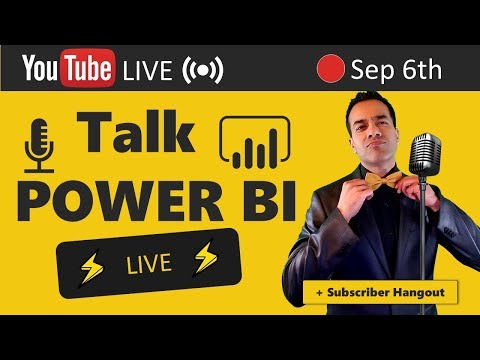 YouTube LIVE
Sep 6th
Talk
POWER BI
LIVE
+ Subscriber Hangout